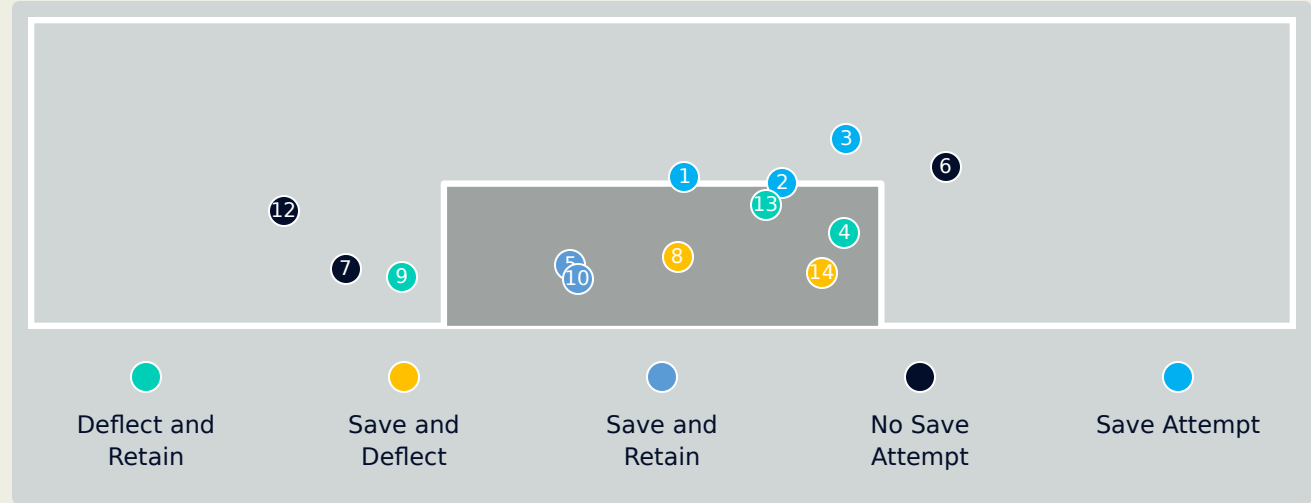 3
6
1
2
13
12
4
8
5
7
9
10
14
Deflect and
Retain
Save and
Deflect
Save and
Retain
No Save
Attempt
Save Attempt